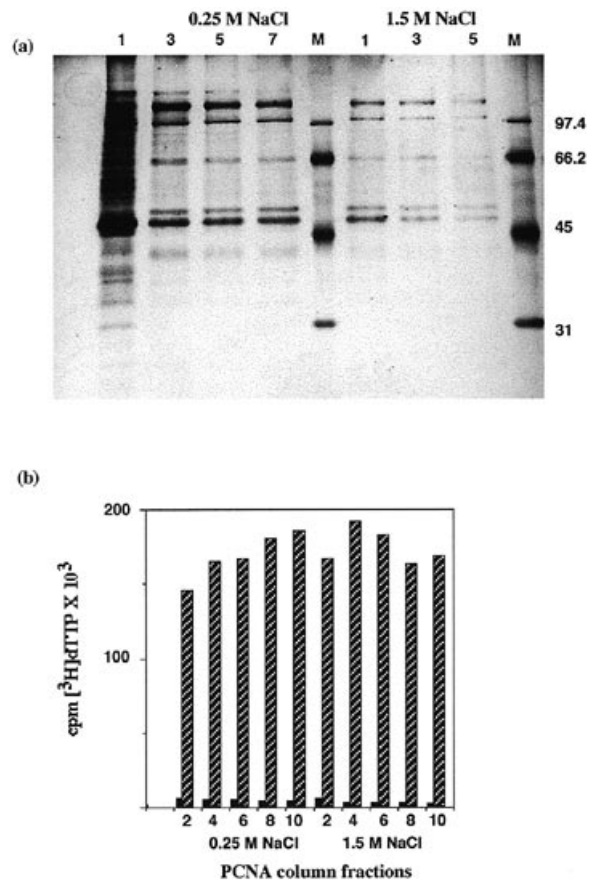 0.25 M NaCl 1.5 M NaCl
(a) 1 3 5 7 M 1 3 5 M
97.4
66.2
45
31
(b)
200
100
0
cpm [³H]dTTP X 10³
2 4 6 8 10 2 4 6 8 10
0.25 M NaCl 1.5 M NaCl
PCNA column fractions